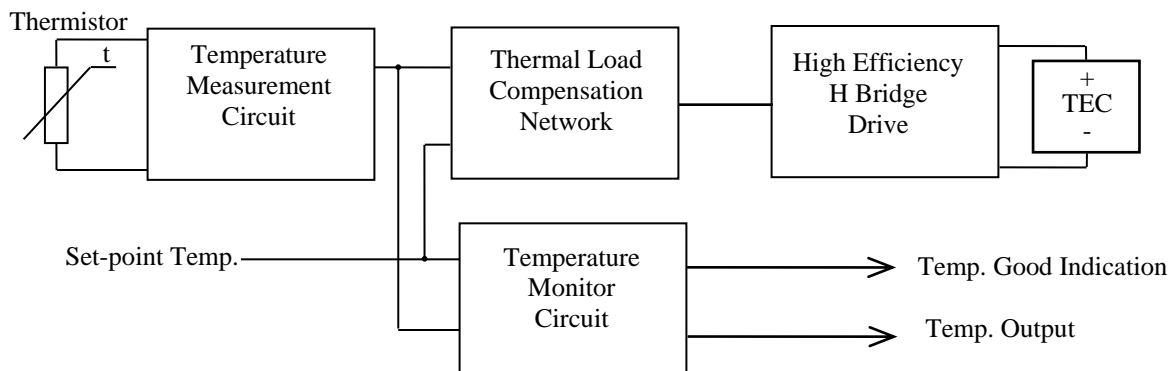 Thermistor
t
Temperature
Measurement
Circuit
Thermal Load
Compensation
Network
High Efficiency
H Bridge
Drive
+
TEC
-
Set-point Temp.
Temperature
Monitor
Circuit
Temp. Good Indication
Temp. Output